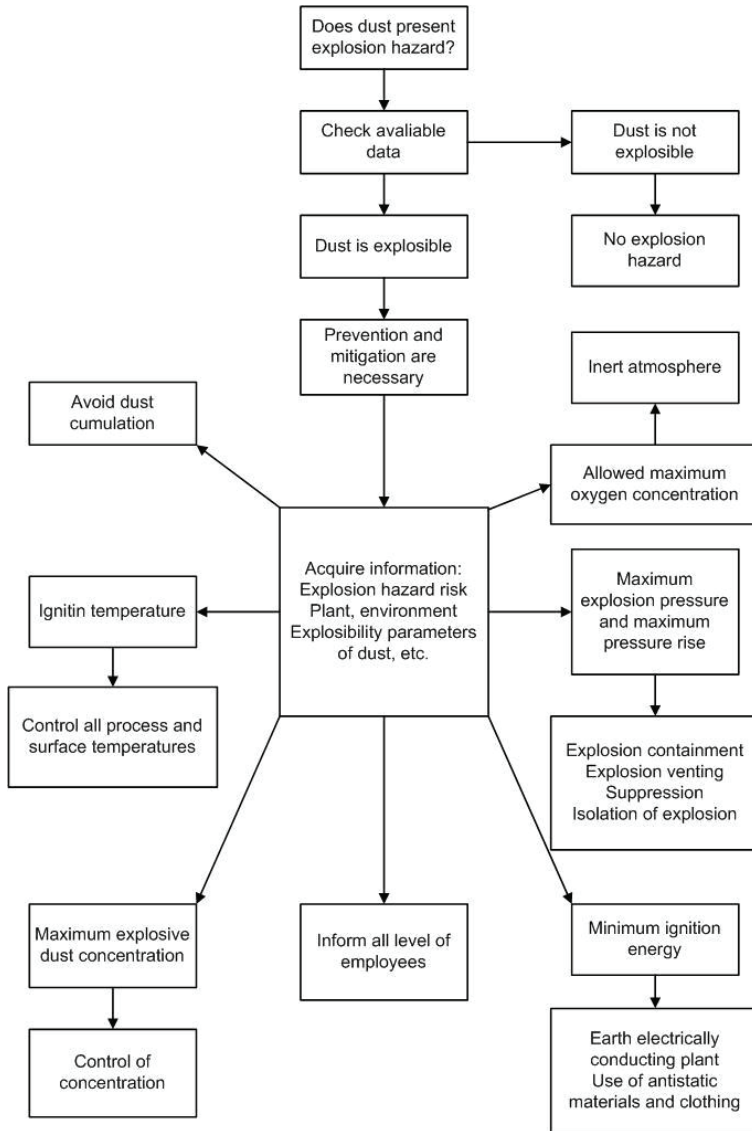 Does dust present
explosion hazard?
Check avaliable
data
Dust is not
explosible
Dust is explosible
No explosion
hazard
Prevention and
mitigation are
necessary
Inert atmosphere
Avoid dust
cumulation
Allowed maximum
oxygen concentration
Acquire information:
Explosion hazard risk
Plant, environment
Explosibility parameters
of dust, etc.
Maximum
explosion pressure
and maximum
pressure rise
Ignitin temperature
Control all process and
surface temperatures
Explosion containment
Explosion venting
Suppression
Isolation of explosion
Maximum explosive
dust concentration
Inform all level of
employees
Minimum ignition
energy
Control of
concentration
Earth electrically
conducting plant
Use of antistatic
materials and clothing